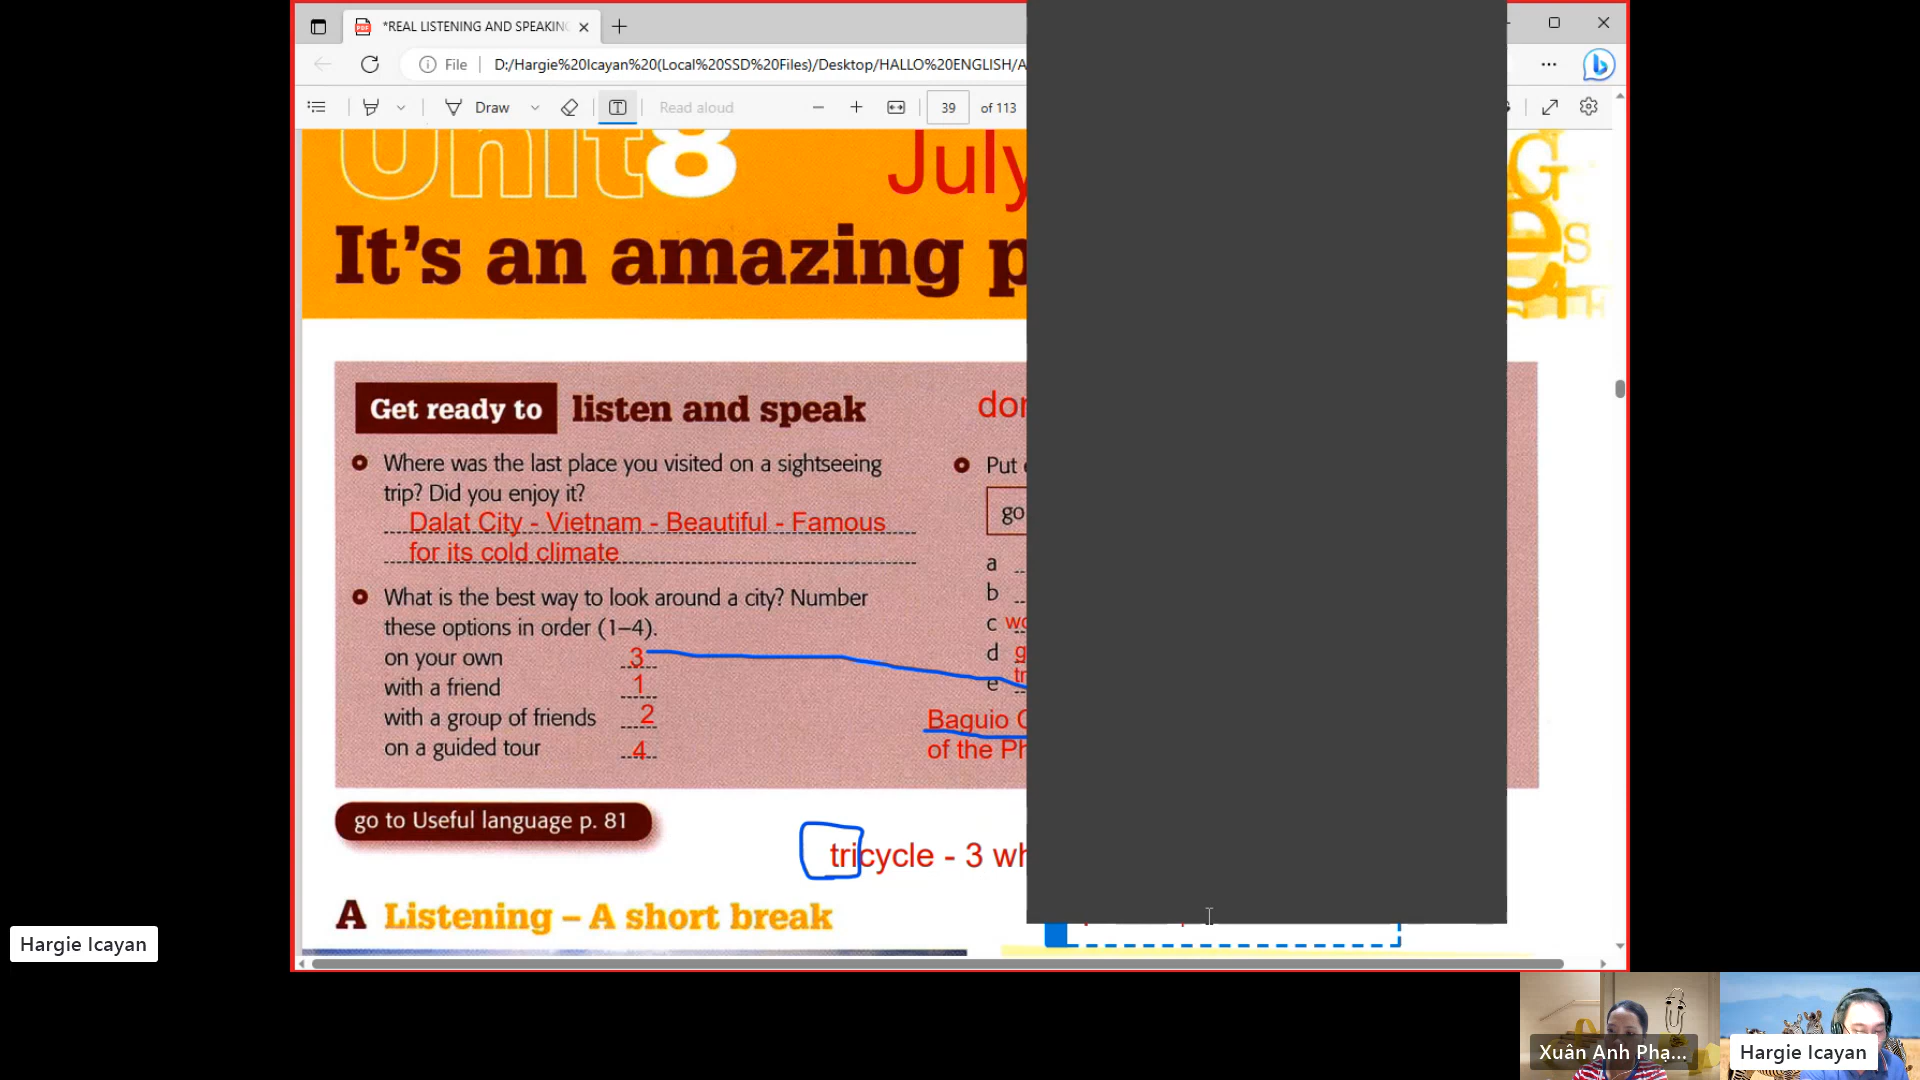 *REAL LISTENING AND SPEAKING
File
D:/Hargie%20Icayan%20(Local%20SSD%20Files)/Desktop/HALLO%20ENGLISH/A
Draw
Read aloud
39
of 113
Unit 8
July
It's an amazing p
Get ready to listen and speak
Where was the last place you visited on a sightseeing
trip? Did you enjoy it?
Dalat City - Vietnam - Beautiful - Famous
for its cold climate
What is the best way to look around a city? Number
these options in order (1–4).
on your own 3
with a friend 1
with a group of friends 2
on a guided tour 4
Put
go
a
b
c
d
e
Baguio
of the Ph
go to Useful language p. 81
tricycle - 3 wh
A Listening – A short break
Hargie Icayan
Xuân Anh Phạ...
Hargie Icayan